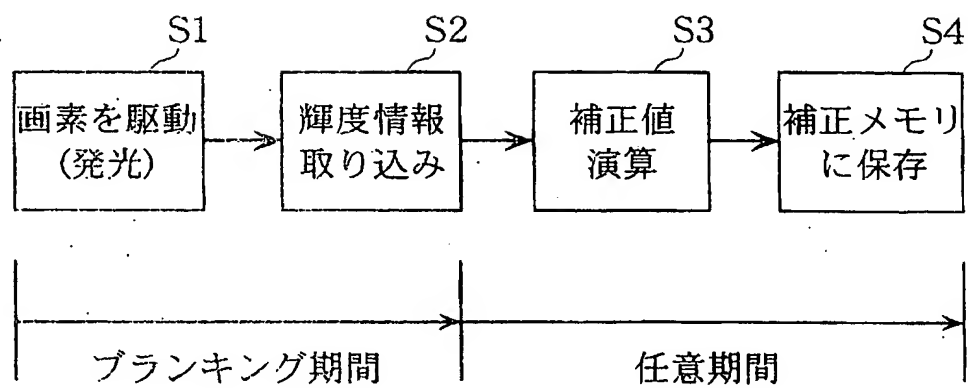 S1
S2
S3
S4
画素を駆動
(発光)
輝度情報
取り込み
補正値
演算
補正メモリ
に保存
ブランキング期間
任意期間